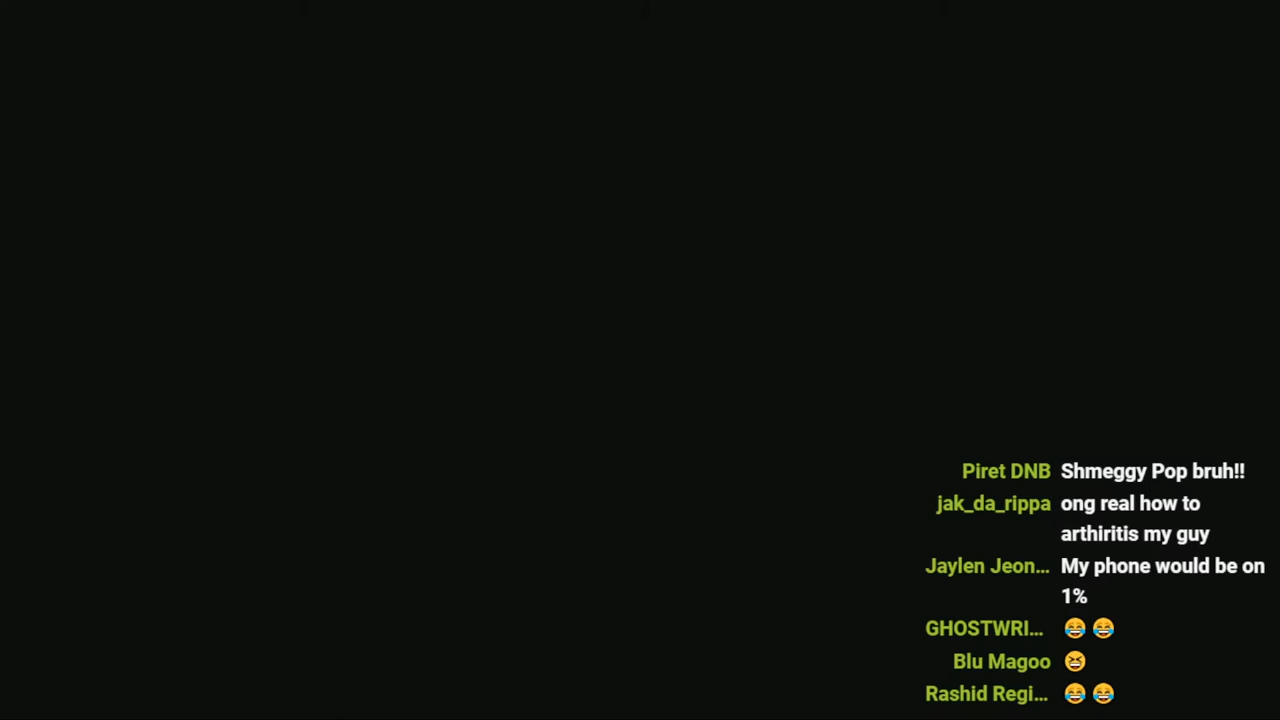 Piret DNB Shmeggy Pop bruh!!
jak_da_rippa ong real how to
arthiritis my guy
Jaylen Jeon... My phone would be on
1%
GHOSTWRI... 😂 😂
Blu Magoo 😆
Rashid Regi... 😂 😂